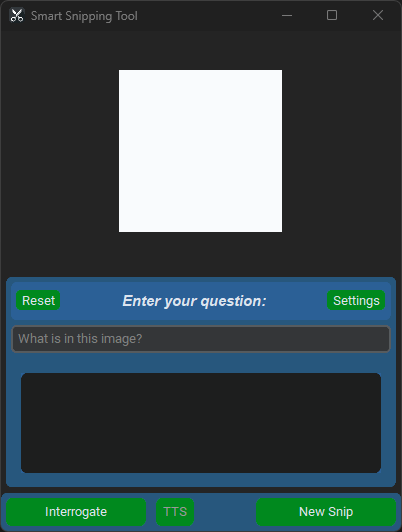 Smart Snipping Tool
Reset Enter your question: Settings
What is in this image?
Interrogate TTS New Snip